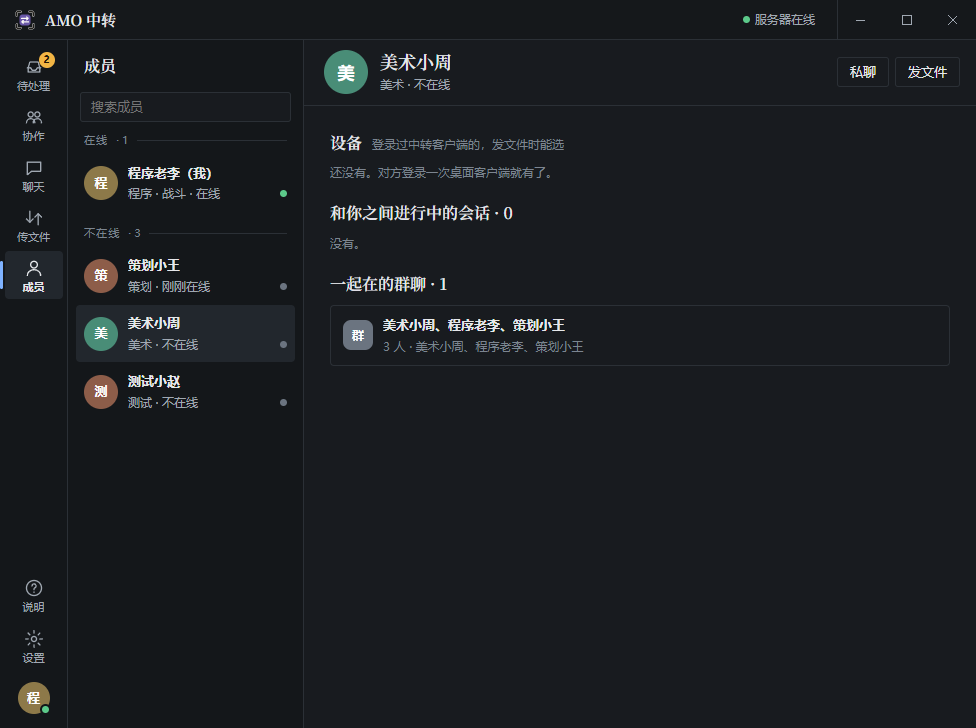 AMO 中转
服务器在线
2
待处理
协作
聊天
传文件
成员
说明
设置
程
成员
搜索成员
在线 · 1
程
程序老李（我）
程序 · 战斗 · 在线
不在线 · 3
策
策划小王
策划 · 刚刚在线
美
美术小周
美术 · 不在线
测
测试小赵
测试 · 不在线
美
美术小周
美术 · 不在线
私聊
发文件
设备 登录过中转客户端的，发文件时能选
还没有。对方登录一次桌面客户端就有了。
和你之间进行中的会话 · 0
没有。
一起在的群聊 · 1
群
美术小周、程序老李、策划小王
3 人 · 美术小周、程序老李、策划小王